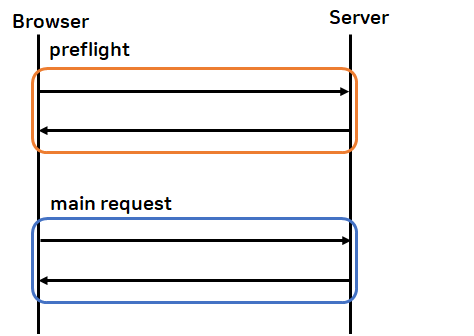 Browser
Server
preflight
main request